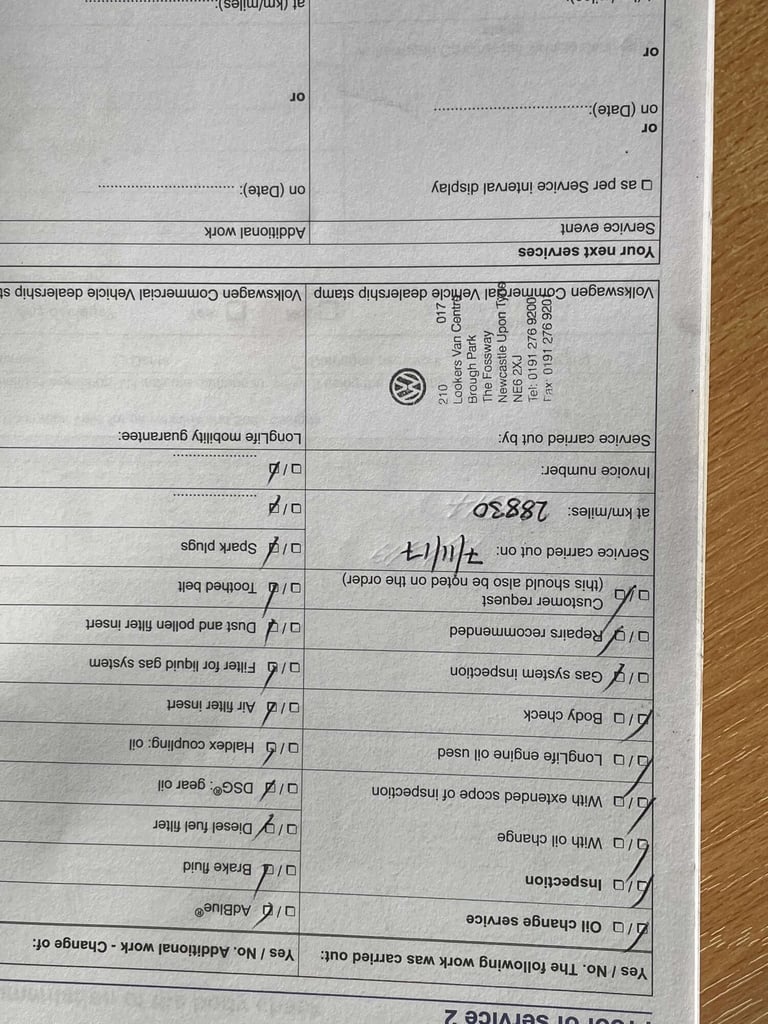 Proof of service 2
Yes / No. The following work was carried out:
Oil change service
Inspection
With oil change
With extended scope of inspection
LongLife engine oil used
Body check
Gas system inspection
Repairs recommended
Customer request
(this should also be noted on the order)
Service carried out on: 7/11/17
at km/miles: 28830
Invoice number:
Service carried out by:
210 017
Lookers Van Centre
Brough Park
The Fossway
Newcastle Upon Tyne
NE6 2XJ
Tel: 0191 276 9200
Fax: 0191 276 920
Volkswagen Commercial Vehicle dealership stamp
Yes / No. Additional work - Change of:
AdBlue®
Brake fluid
Diesel fuel filter
DSG®: gear oil
Haldex coupling: oil
Air filter insert
Filter for liquid gas system
Dust and pollen filter insert
Toothed belt
Spark plugs
LongLife mobility guarantee:
Volkswagen Commercial Vehicle dealership st
Your next services
Service event
as per Service interval display
or
on (Date):
or
Additional work
on (Date):
or
at (km/miles):